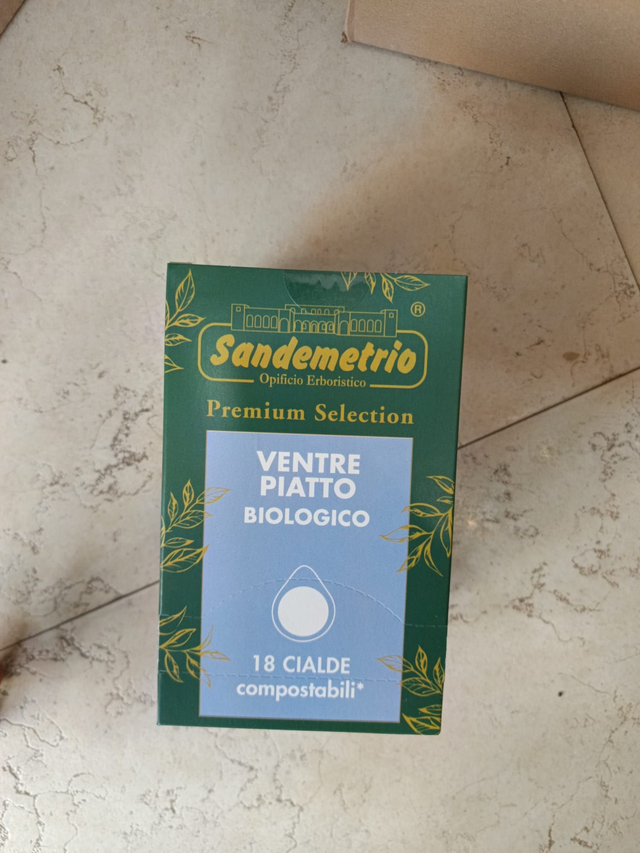 ®
Sandemetrio
Opificio Erboristico
Premium Selection
VENTRE
PIATTO
BIOLOGICO
18 CIALDE
compostabili*